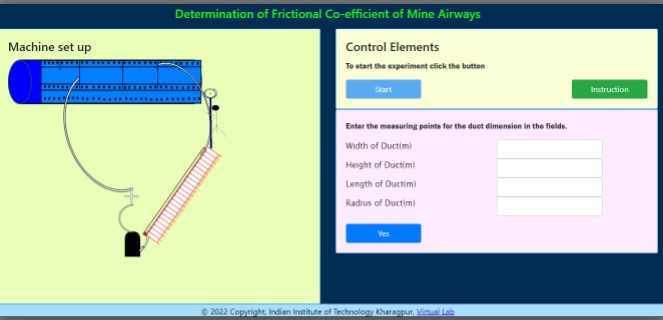 Determination of Frictional Co-efficient of Mine Airways
Machine set up
Control Elements
To start the experiment click the button
Start
Instruction
Enter the measuring points for the duct dimension in the fields.
Width of Duct(m)
Height of Duct(m)
Length of Duct(m)
Radius of Duct(m)
Yes
© 2022 Copyright, Indian Institute of Technology Kharagpur, Virtual Lab